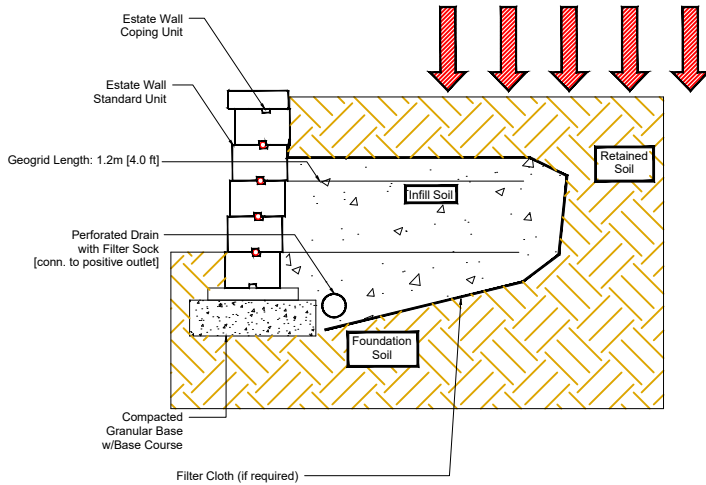 Estate Wall
Coping Unit
Estate Wall
Standard Unit
Geogrid Length: 1.2m [4.0 ft]
Retained
Soil
Infill Soil
Perforated Drain
with Filter Sock
[conn. to positive outlet]
Foundation
Soil
Compacted
Granular Base
w/Base Course
Filter Cloth (if required)